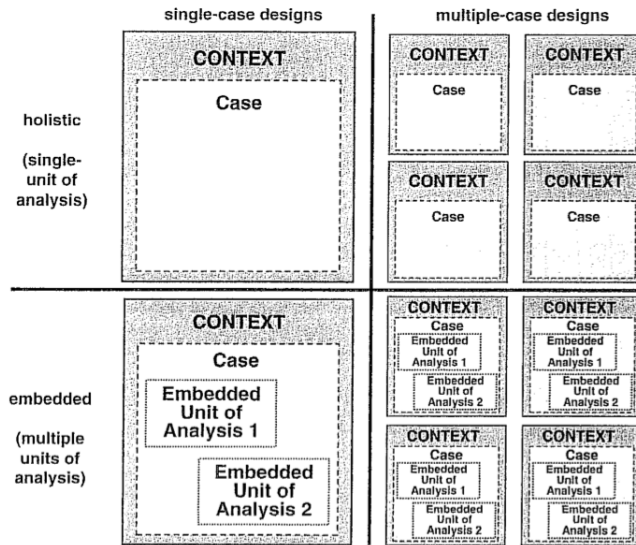 single-case designs
multiple-case designs
holistic
(single-
unit of
analysis)
CONTEXT
Case
CONTEXT
Case
CONTEXT
Case
CONTEXT
Case
CONTEXT
Case
embedded
(multiple
units of
analysis)
CONTEXT
Case
Embedded
Unit of
Analysis 1
Embedded
Unit of
Analysis 2
CONTEXT
Case
Embedded
Unit of
Analysis 1
Embedded
Unit of
Analysis 2
CONTEXT
Case
Embedded
Unit of
Analysis 1
Embedded
Unit of
Analysis 2
CONTEXT
Case
Embedded
Unit of
Analysis 1
Embedded
Unit of
Analysis 2
CONTEXT
Case
Embedded
Unit of
Analysis 1
Embedded
Unit of
Analysis 2